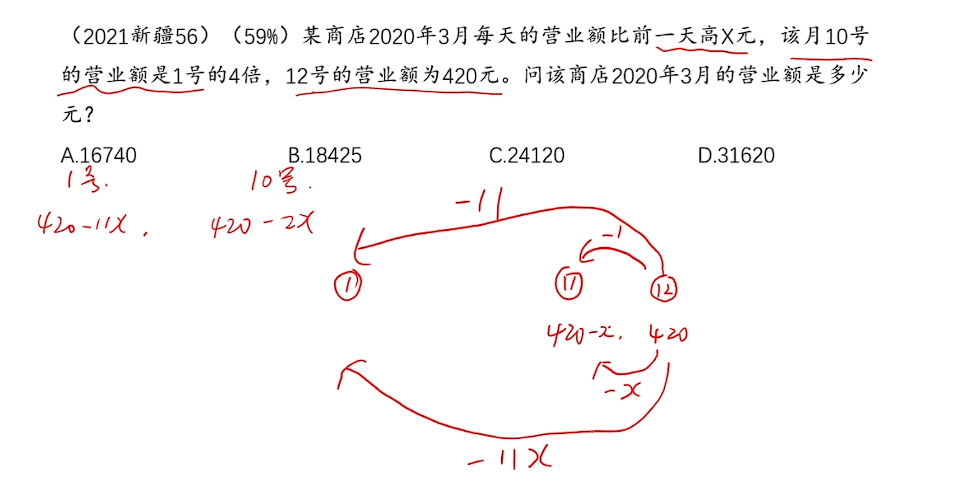 （2021新疆56）（59%）某商店2020年3月每天的营业额比前一天高X元，该月10号
的营业额是1号的4倍，12号的营业额为420元。问该商店2020年3月的营业额是多少
元？
A.16740 B.18425 C.24120 D.31620
1号. 10号.
420-11x, 420-2x
-11
-1
1 11 12
420-x, 420
-x
-11x